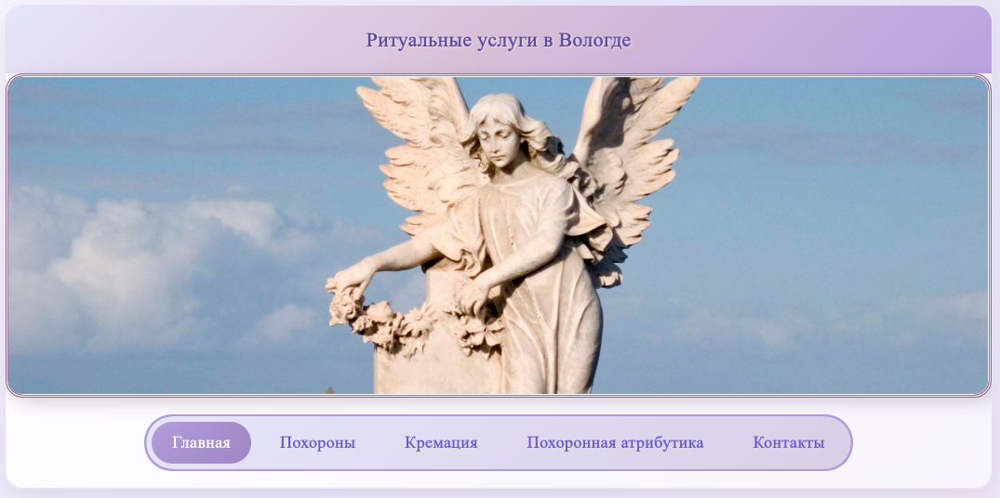 Ритуальные услуги в Вологде
Главная Похороны Кремация Похоронная атрибутика Контакты